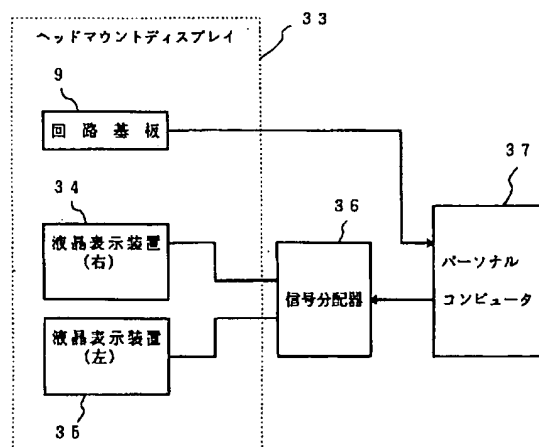 33
ヘッドマウントディスプレイ
9
回路基板
34
液晶表示装置
(右)
36
信号分配器
37
パーソナル
コンピュータ
液晶表示装置
(左)
35